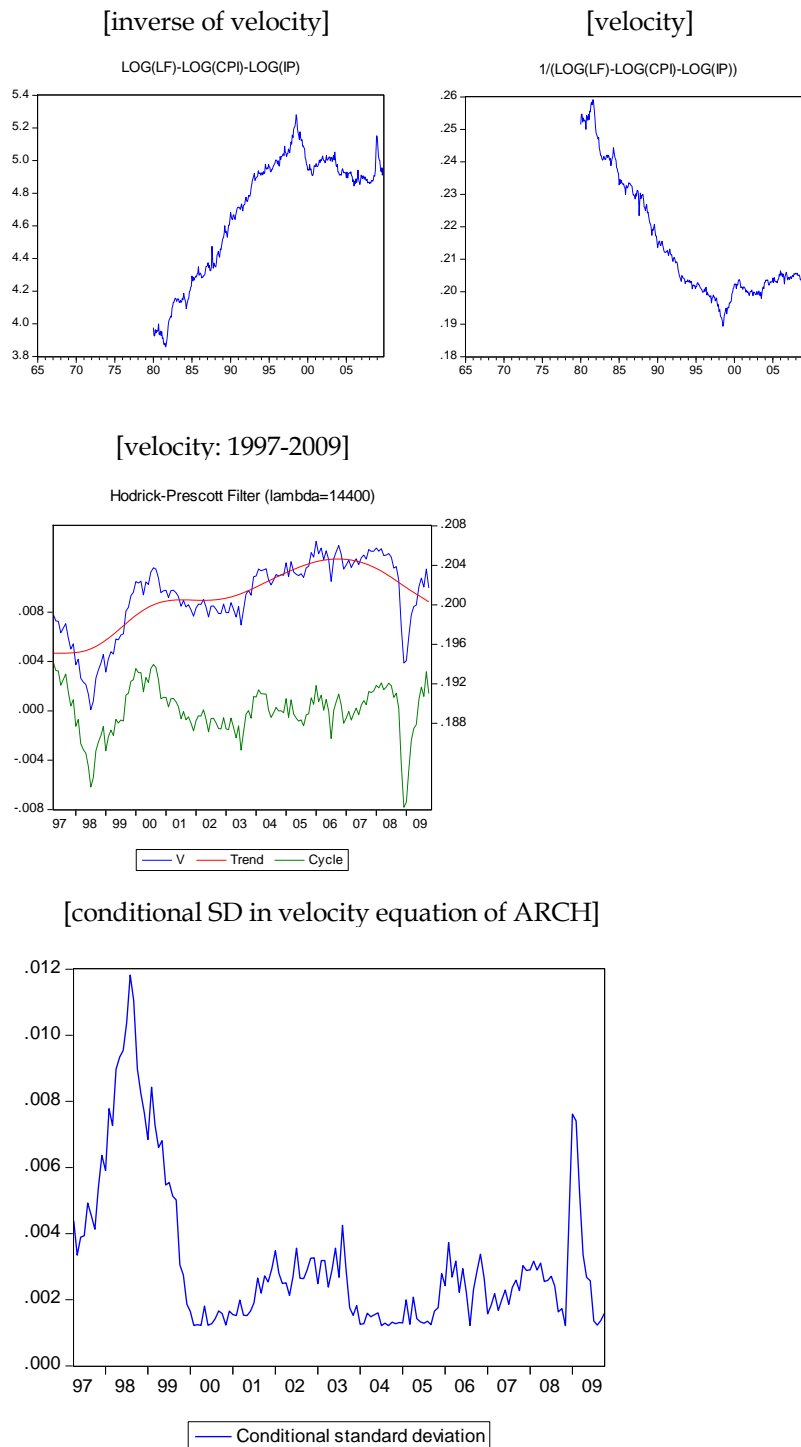 [inverse of velocity]
[velocity]
LOG(LF)-LOG(CPI)-LOG(IP)
1/(LOG(LF)-LOG(CPI)-LOG(IP))
5.4
5.2
5.0
4.8
4.6
4.4
4.2
4.0
3.8
65 70 75 80 85 90 95 00 05
.26
.25
.24
.23
.22
.21
.20
.19
.18
65 70 75 80 85 90 95 00 05
[velocity: 1997-2009]
Hodrick-Prescott Filter (lambda=14400)
.008
.004
.000
-.004
-.008
.208
.204
.200
.196
.192
.188
97 98 99 00 01 02 03 04 05 06 07 08 09
V Trend Cycle
[conditional SD in velocity equation of ARCH]
.012
.010
.008
.006
.004
.002
.000
97 98 99 00 01 02 03 04 05 06 07 08 09
Conditional standard deviation